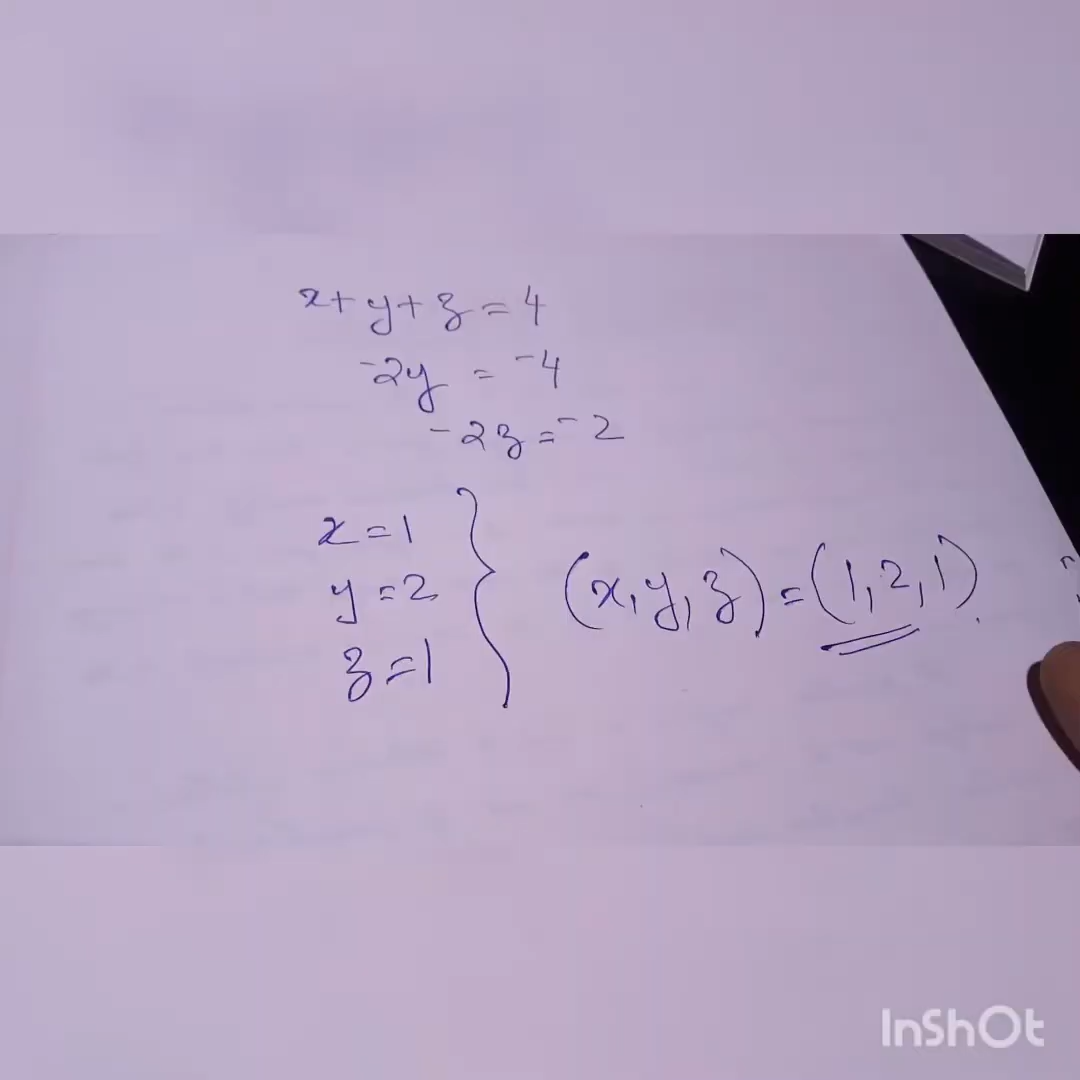 x+y+z=4
-2y = -4
-2z=-2
x=1
y=2
z=1
(x,y,z)=(1,2,1)
InShOt